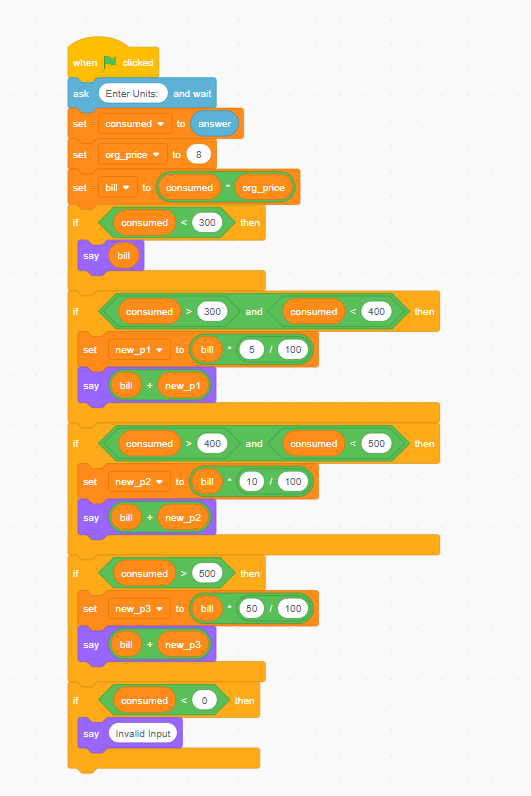 when clicked
ask Enter Units: and wait
set consumed to answer
set org_price to 8
set bill to consumed * org_price
if consumed < 300 then
say bill
if consumed > 300 and consumed < 400 then
set new_p1 to bill * 5 / 100
say bill + new_p1
if consumed > 400 and consumed < 500 then
set new_p2 to bill * 10 / 100
say bill + new_p2
if consumed > 500 then
set new_p3 to bill * 50 / 100
say bill + new_p3
if consumed < 0 then
say Invalid Input